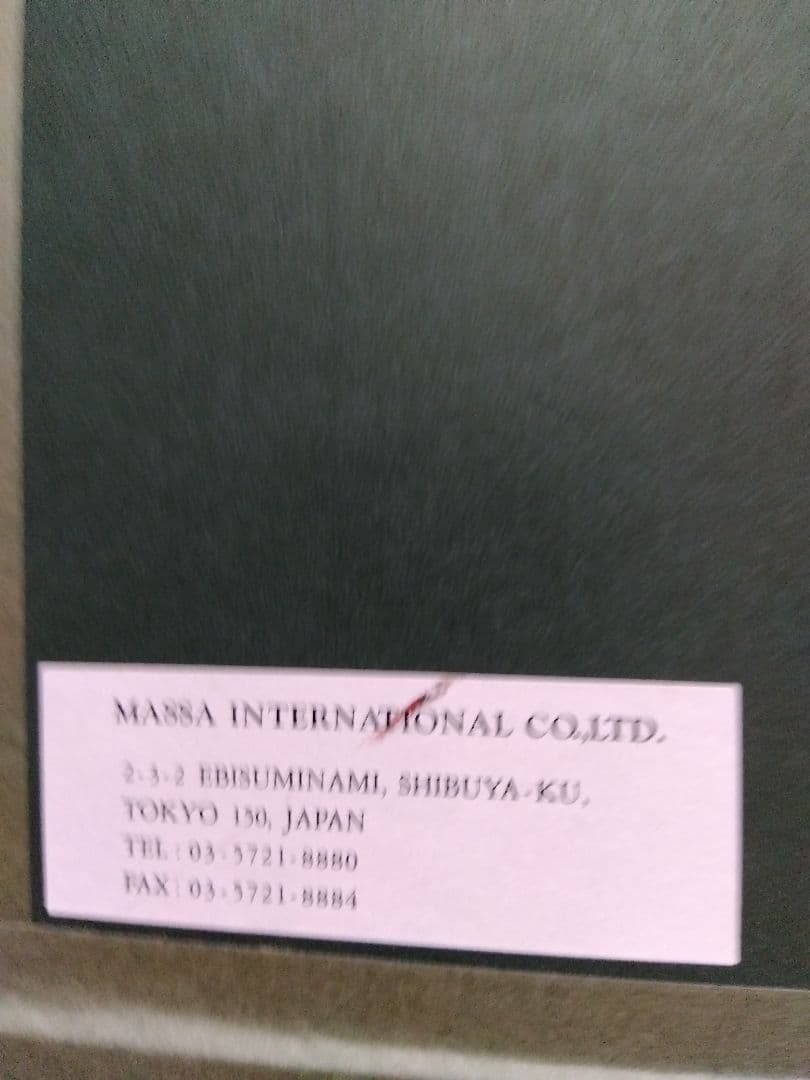 MASSA INTERNATIONAL CO.,LTD.
2-3-2 EBISUMINAMI, SHIBUYA-KU,
TOKYO 150, JAPAN
TEL : 03-5721-8880
FAX : 03-5721-8884